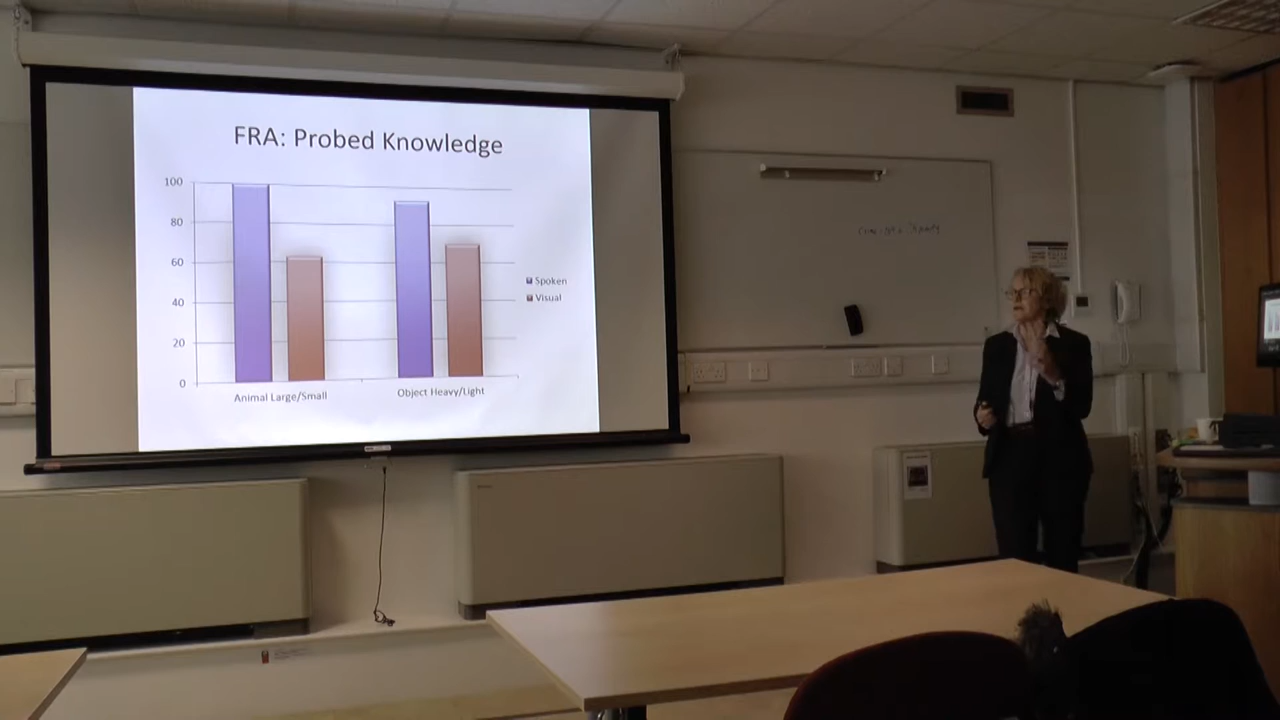 FRA: Probed Knowledge
100
80
60
40
20
0
Spoken
Visual
Animal Large/Small
Object Heavy/Light